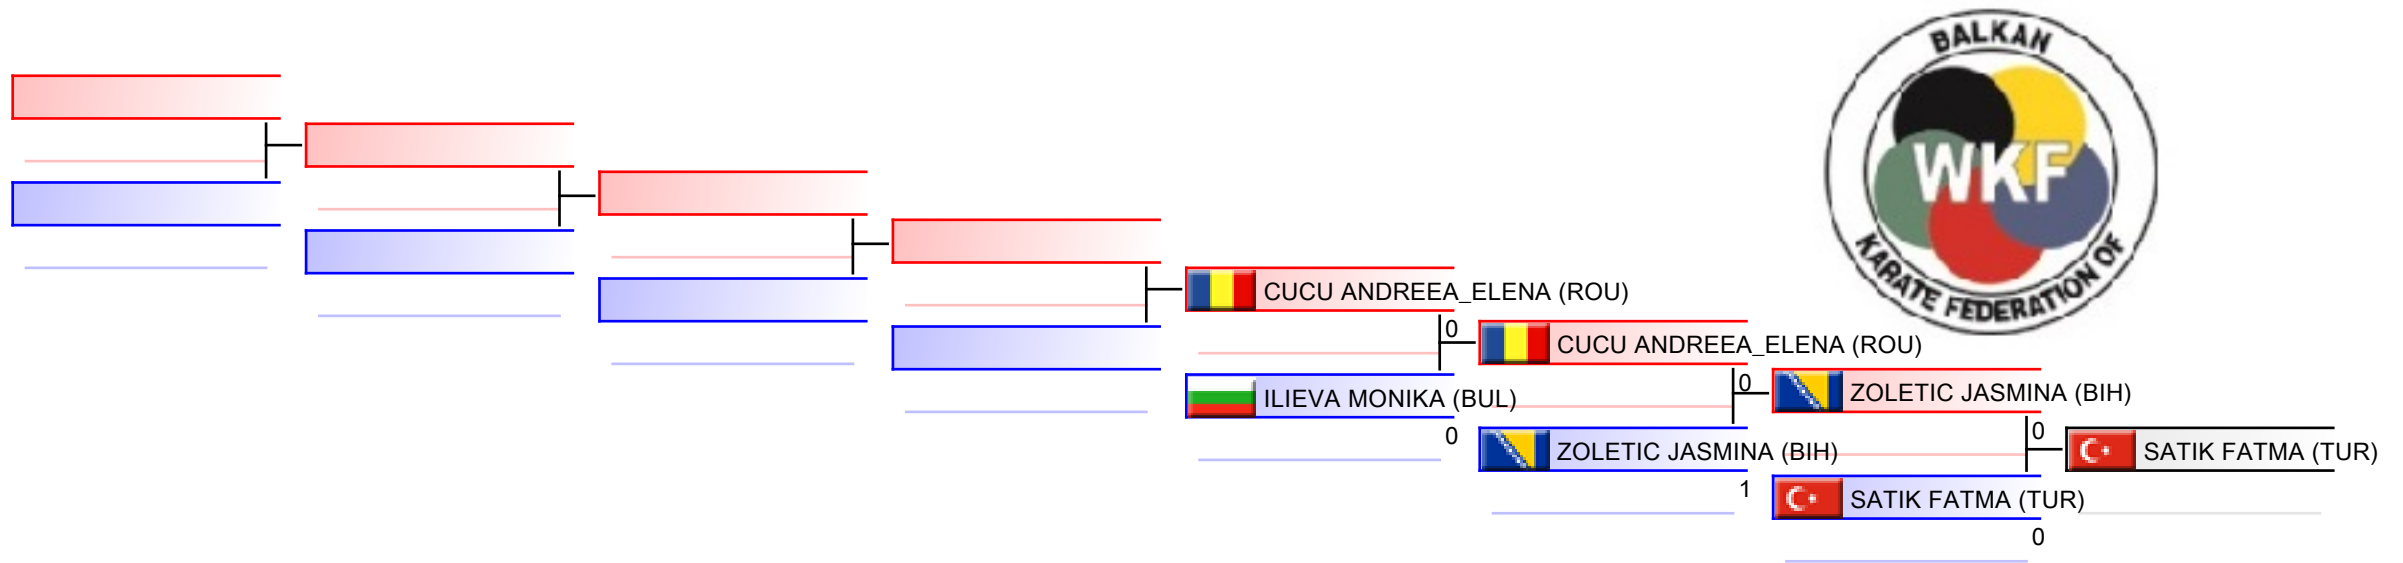 BALKAN
WKF
KARATE FEDERATION OF
CUCU ANDREEA_ELENA (ROU)
0
CUCU ANDREEA_ELENA (ROU)
ILIEVA MONIKA (BUL)
0
0
ZOLETIC JASMINA (BIH)
ZOLETIC JASMINA (BIH)
1
0
SATIK FATMA (TUR)
SATIK FATMA (TUR)
0